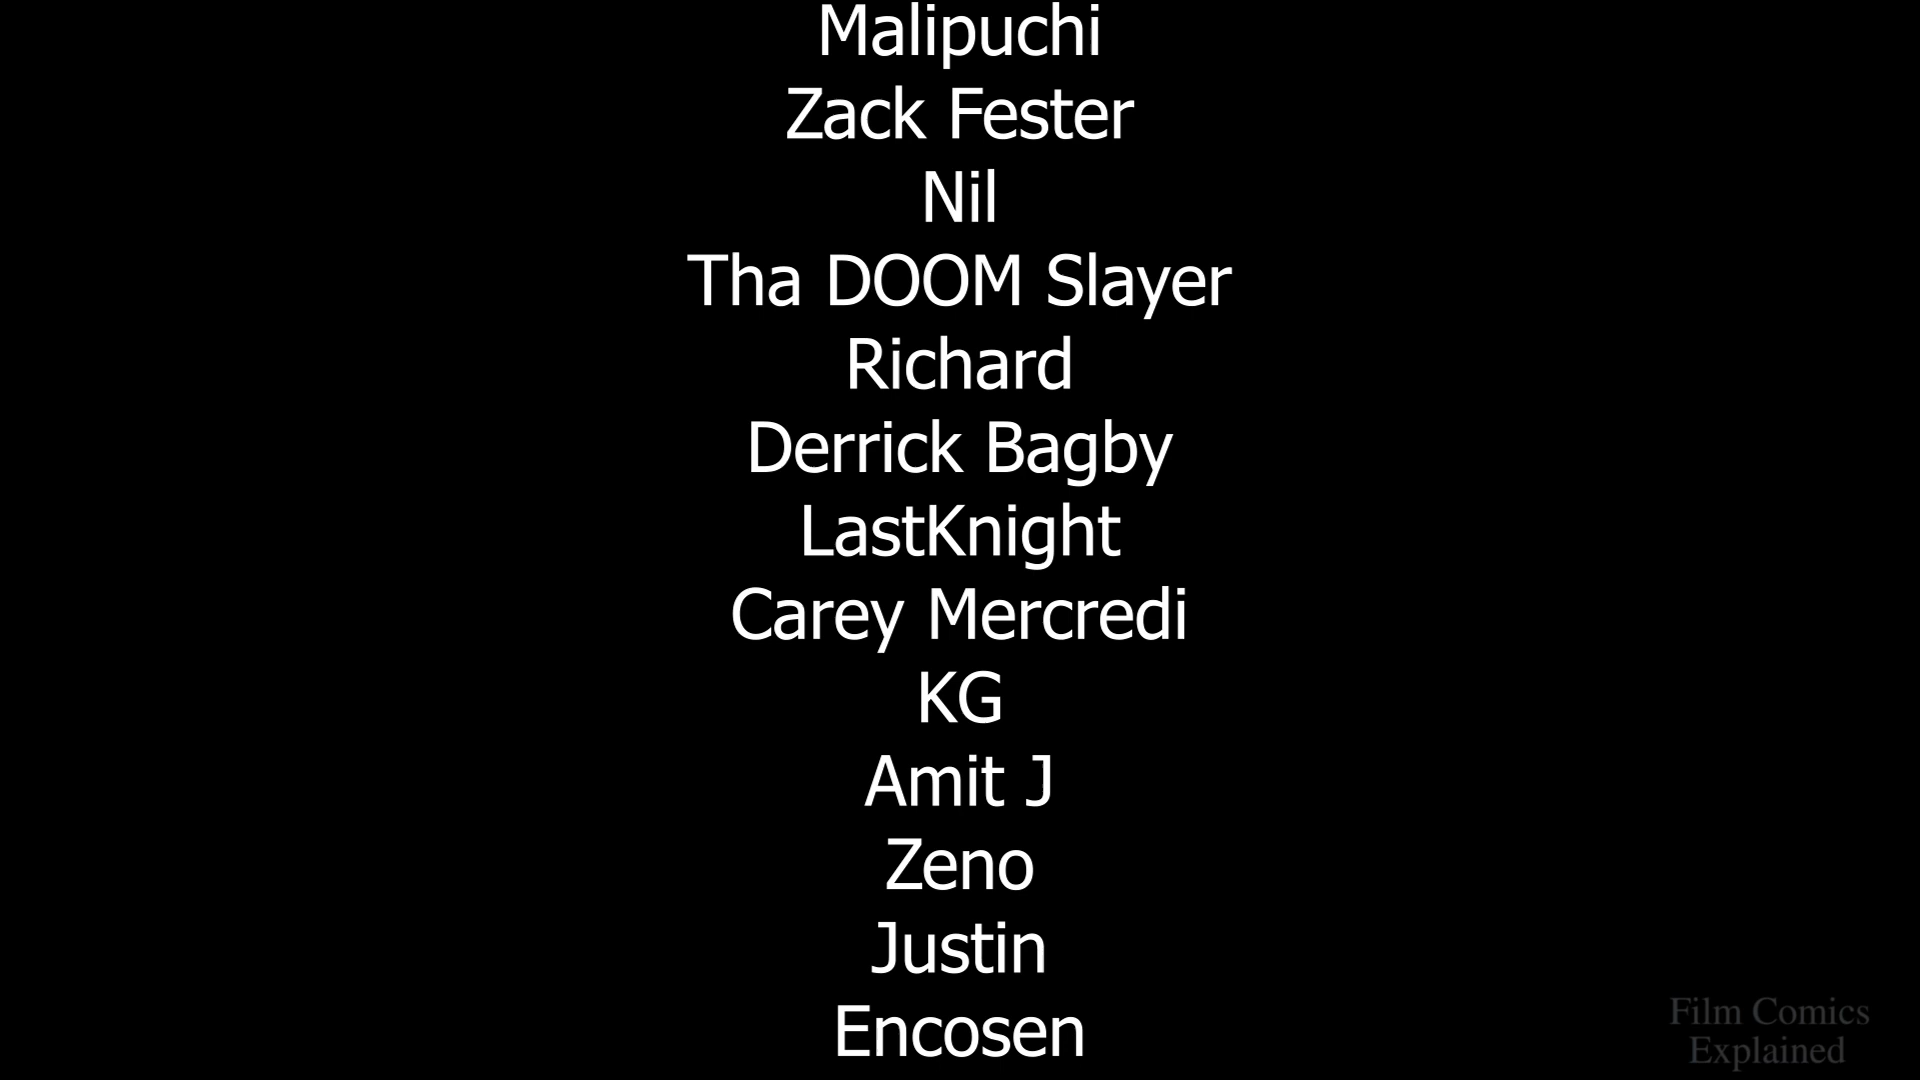 Malipuchi
Zack Fester
Nil
Tha DOOM Slayer
Richard
Derrick Bagby
LastKnight
Carey Mercredi
KG
Amit J
Zeno
Justin
Encosen
Film Comics
Explained